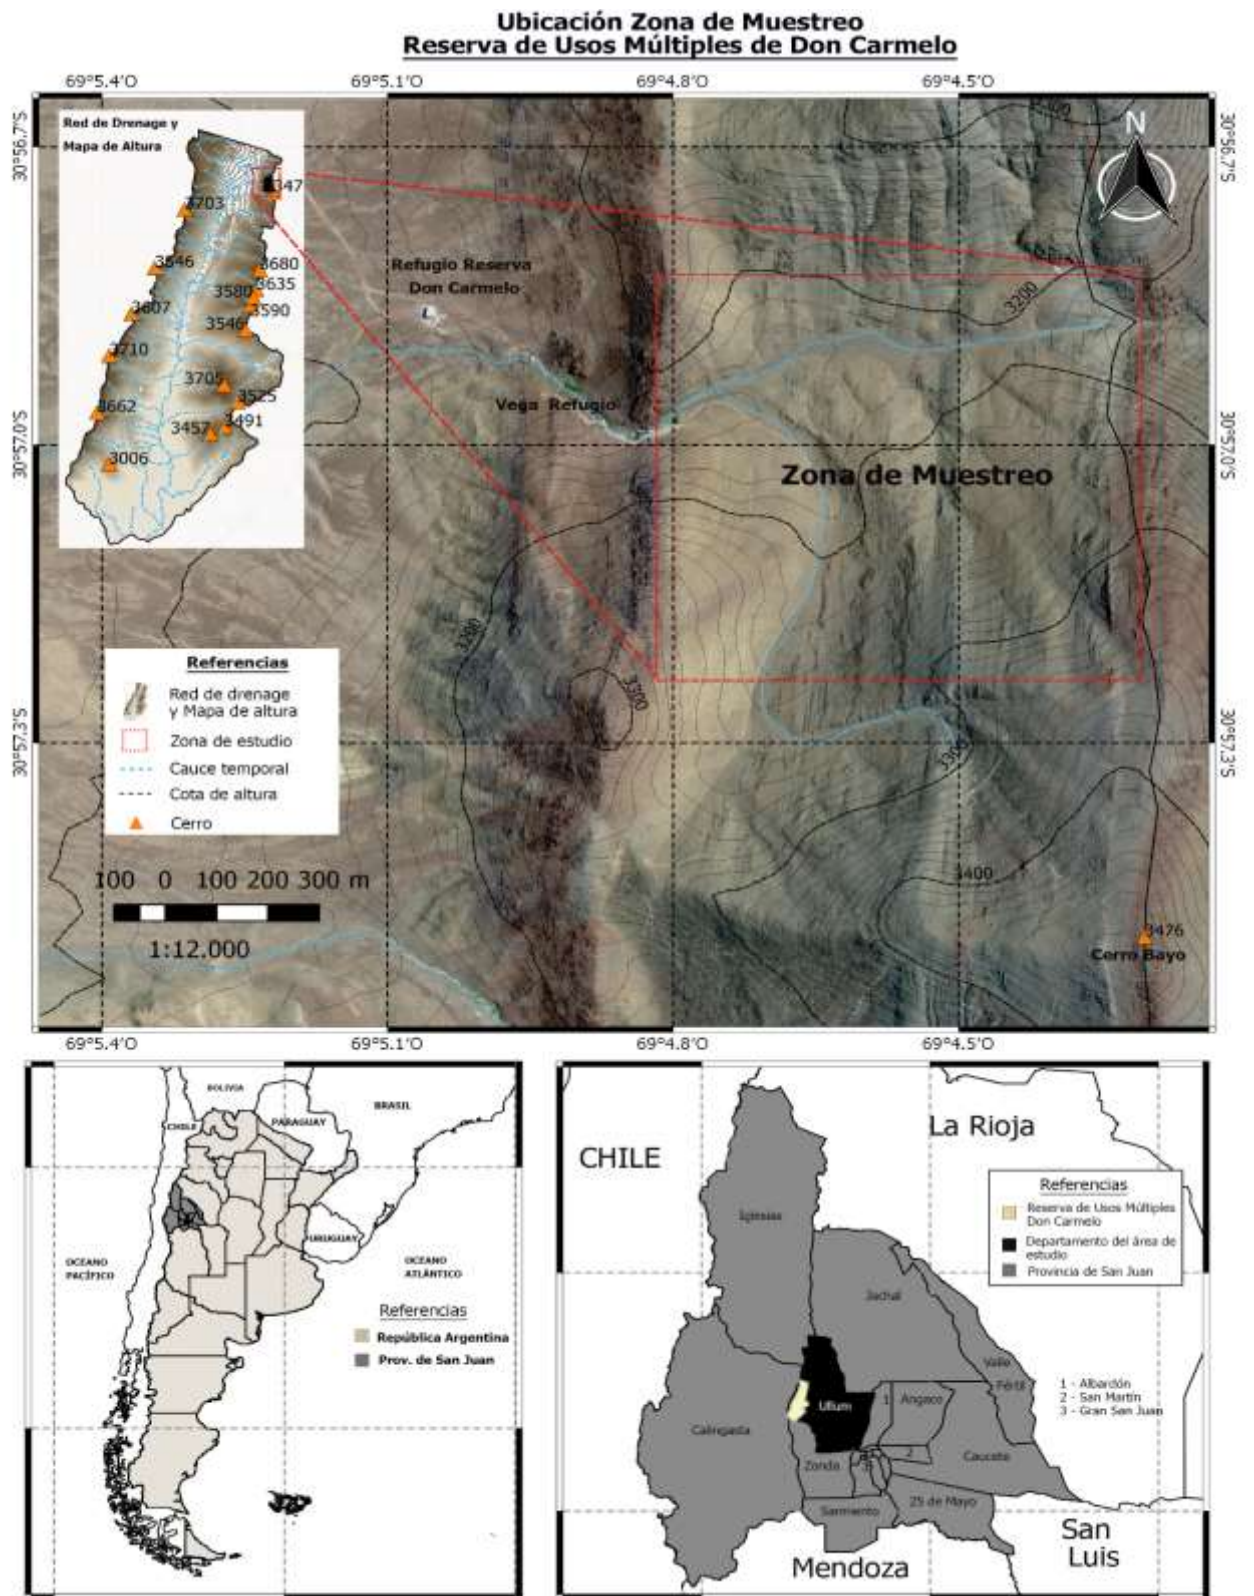 Ubicación Zona de Muestreo
Reserva de Usos Múltiples de Don Carmelo
69°5.4'O 69°5.1'O 69°4.8'O 69°4.5'O
30°56.7'S
30°56.7'S
30°57.0'S
30°57.0'S
30°57.3'S
30°57.3'S
N
Red de Drenage y
Mapa de Altura
3703
3546
3680
3635
3580
3590
3607
3546
3710
3705
3525
3662
3491
3457
3006
Refugio Reserva
Don Carmelo
Vega Refugio
Zona de Muestreo
3200
3200
3300
3300
3400
3476
Cerro Bayo
Referencias
Red de drenage
y Mapa de altura
Zona de estudio
Cauce temporal
Cota de altura
Cerro
100 0 100 200 300 m
1:12.000
69°5.4'O 69°5.1'O 69°4.8'O 69°4.5'O
BOLIVIA
BRASIL
PARAGUAY
CHILE
URUGUAY
OCEANO
PACÍFICO
OCEANO
ATLÁNTICO
Referencias
República Argentina
Prov. de San Juan
CHILE
La Rioja
Referencias
Reserva de Usos Múltiples
Don Carmelo
Departamento del área de
estudio
Provincia de San Juan
Iglesias
Jachal
Valle
Fértil
1 - Albardón
2 - San Martín
3 - Gran San Juan
Ullum
1
Angaco
Calingasta
2
Caucete
Zonda
3
Sarmiento
25 de Mayo
San
Luis
Mendoza